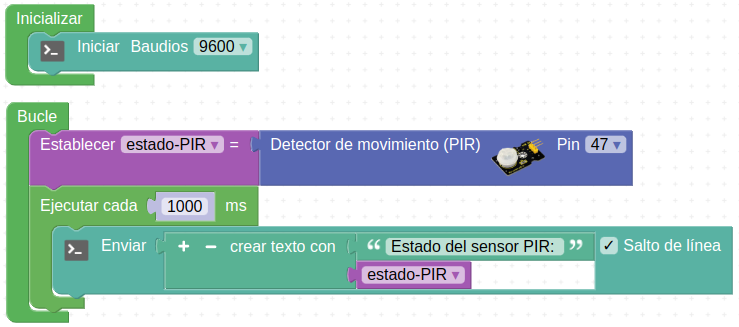 Inicializar
Iniciar Baudios 9600
Bucle
Establecer estado-PIR = Detector de movimiento (PIR) Pin 47
Ejecutar cada 1000 ms
Enviar + - crear texto con “ Estado del sensor PIR: ” ✓ Salto de línea
estado-PIR